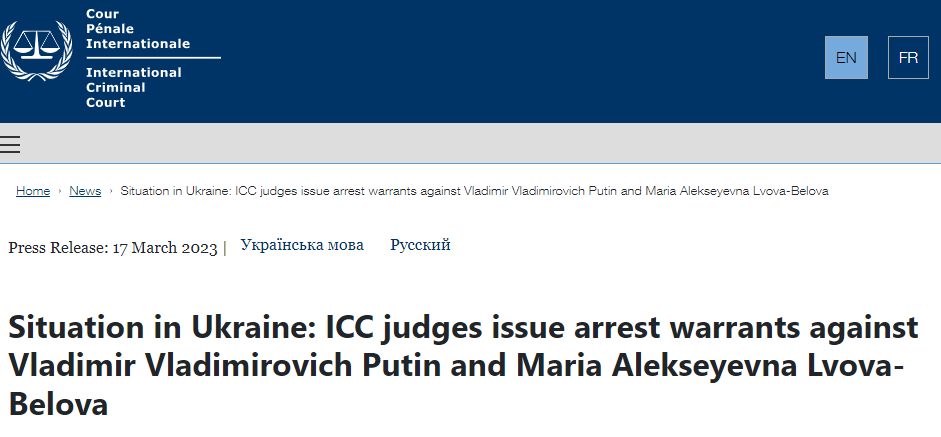 Cour
Pénale
Internationale
International
Criminal
Court
EN
FR
Home › News › Situation in Ukraine: ICC judges issue arrest warrants against Vladimir Vladimirovich Putin and Maria Alekseyevna Lvova-Belova
Press Release: 17 March 2023 | Українська мова Русский
Situation in Ukraine: ICC judges issue arrest warrants against
Vladimir Vladimirovich Putin and Maria Alekseyevna Lvova-
Belova